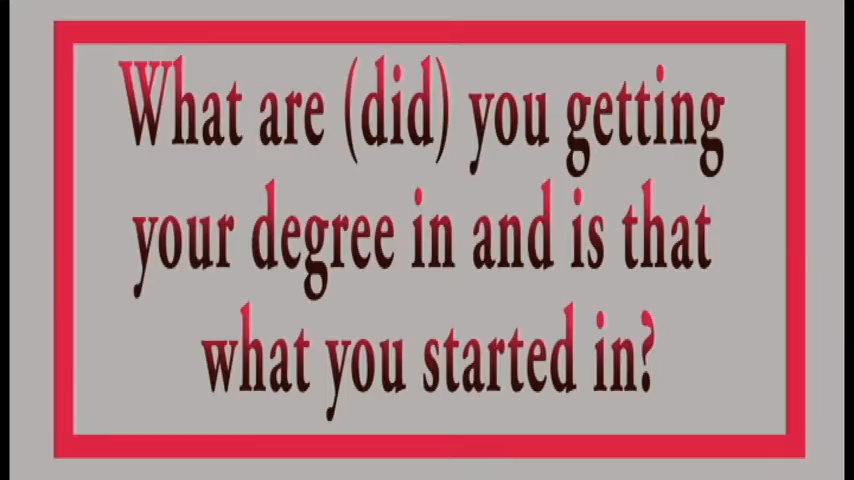 What are (did) you getting
your degree in and is that
what you started in?